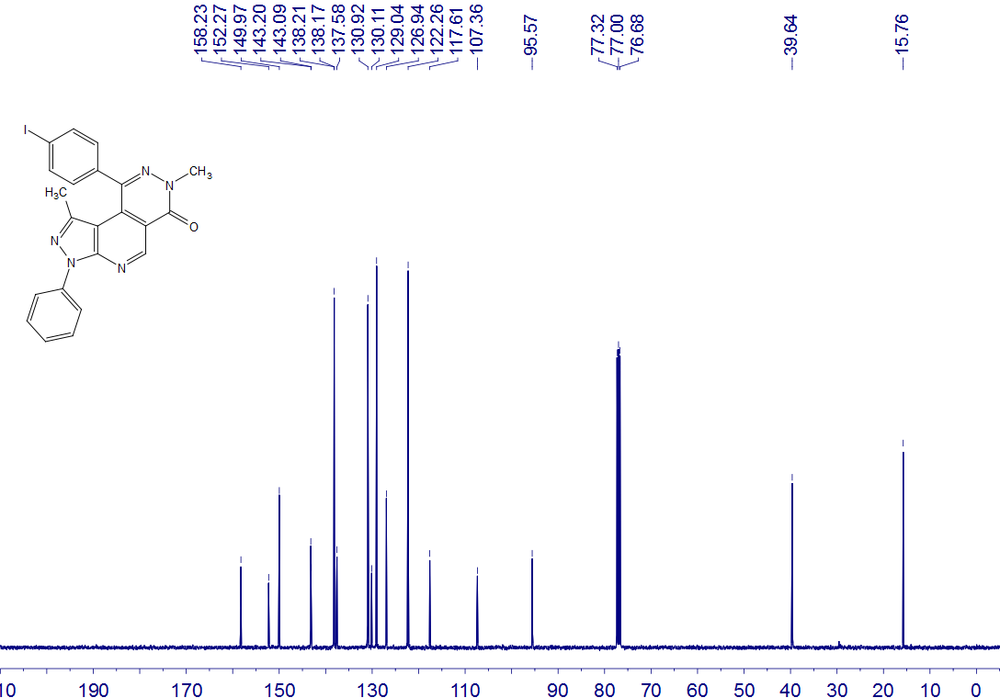 158.23
152.27
149.97
143.20
143.09
138.21
138.17
137.58
130.92
130.11
129.04
126.94
122.26
117.61
107.36
95.57
77.32
77.00
76.68
39.64
15.76
I
N
N
CH3
H3C
O
N
N
N
10 190 170 150 130 110 90 80 70 60 50 40 30 20 10 0